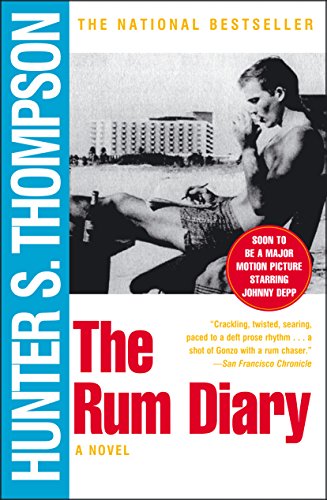 THE NATIONAL BESTSELLER
HUNTER S. THOMPSON
SOON TO
BE A MAJOR
MOTION PICTURE
STARRING
JOHNNY DEPP
"Crackling, twisted, searing,
paced to a deft prose rhythm . . . a
shot of Gonzo with a rum chaser."
—San Francisco Chronicle
The
Rum Diary
A NOVEL